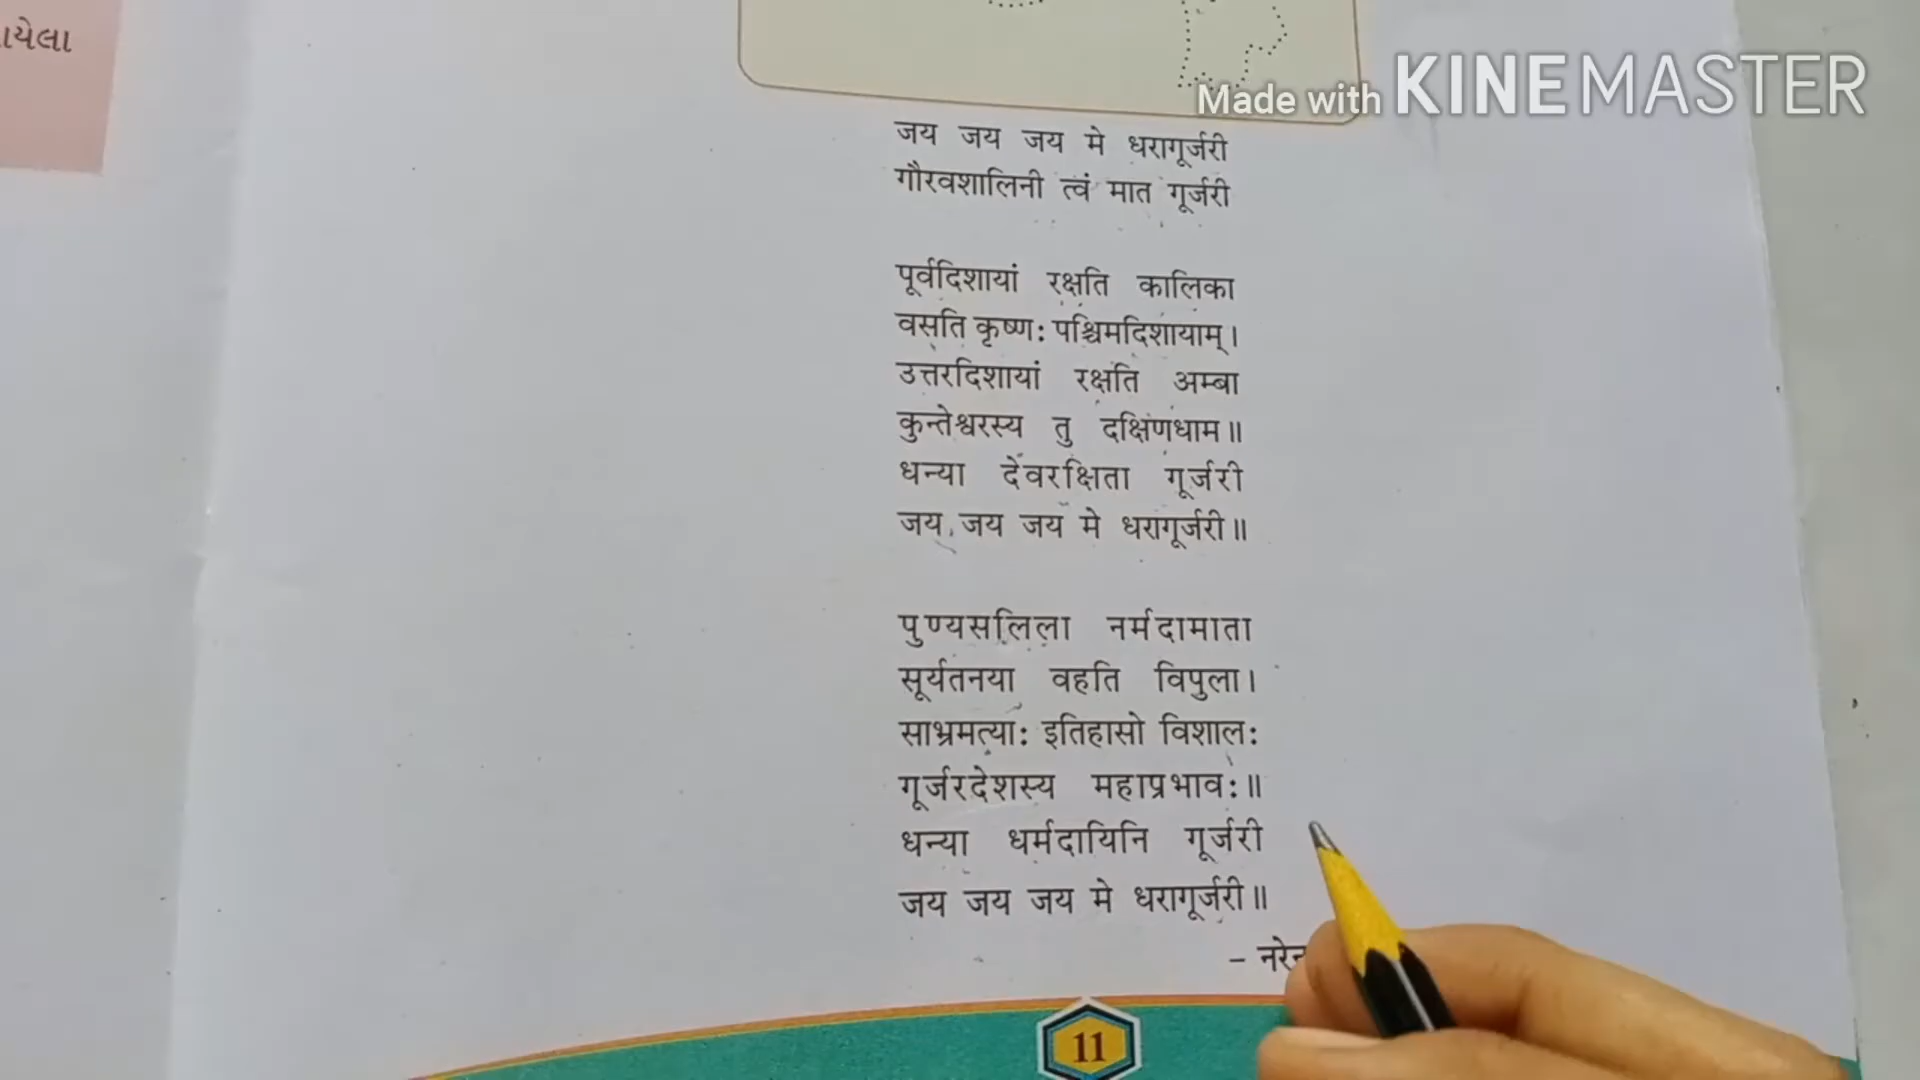 ાયેલા
Made with KINEMASTER
जय जय जय मे धरागूर्जरी
गौरवशालिनी त्वं मात गूर्जरी
पूर्वदिशायां रक्षति कालिका
वसति कृष्णः पश्चिमदिशायाम्।
उत्तरदिशायां रक्षति अम्बा
कुन्तेश्वरस्य तु दक्षिणधाम॥
धन्या देवरक्षिता गूर्जरी
जय जय जय मे धरागूर्जरी॥
पुण्यसलिला नर्मदामाता
सूर्यतनया वहति विपुला।
साभ्रमत्याः इतिहासो विशालः
गूर्जरदेशस्य महाप्रभावः॥
धन्या धर्मदायिनि गूर्जरी
जय जय जय मे धरागूर्जरी॥
– नरेन
11